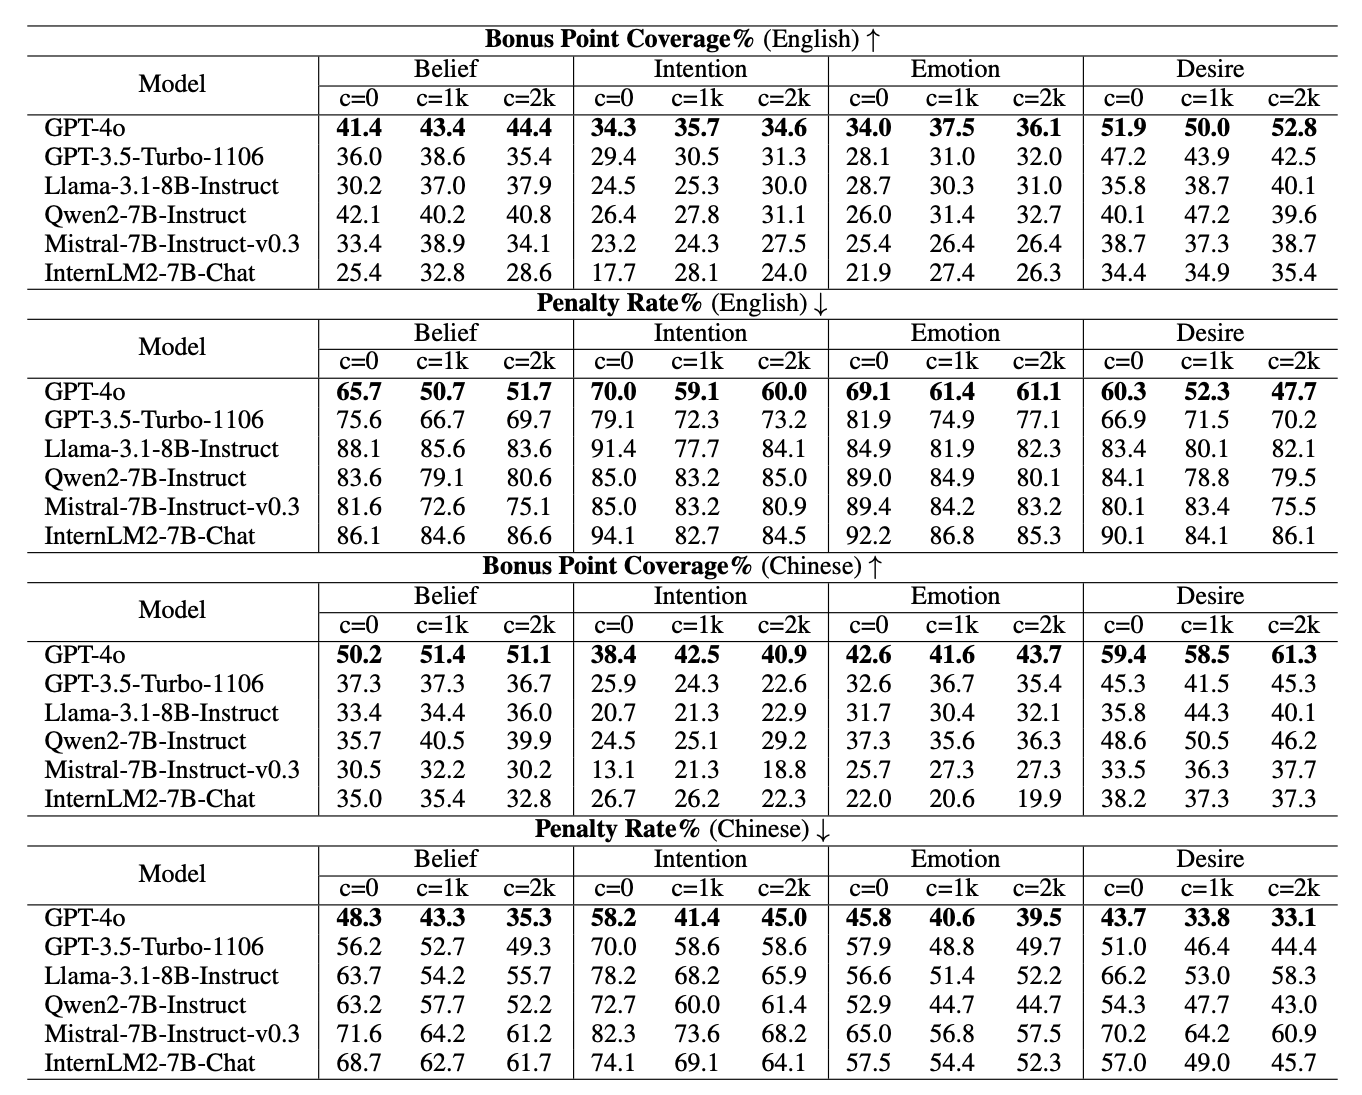 Bonus Point Coverage% (English) ↑
Model Belief Intention Emotion Desire
c=0 c=1k c=2k c=0 c=1k c=2k c=0 c=1k c=2k c=0 c=1k c=2k
GPT-4o 41.4 43.4 44.4 34.3 35.7 34.6 34.0 37.5 36.1 51.9 50.0 52.8
GPT-3.5-Turbo-1106 36.0 38.6 35.4 29.4 30.5 31.3 28.1 31.0 32.0 47.2 43.9 42.5
Llama-3.1-8B-Instruct 30.2 37.0 37.9 24.5 25.3 30.0 28.7 30.3 31.0 35.8 38.7 40.1
Qwen2-7B-Instruct 42.1 40.2 40.8 26.4 27.8 31.1 26.0 31.4 32.7 40.1 47.2 39.6
Mistral-7B-Instruct-v0.3 33.4 38.9 34.1 23.2 24.3 27.5 25.4 26.4 26.4 38.7 37.3 38.7
InternLM2-7B-Chat 25.4 32.8 28.6 17.7 28.1 24.0 21.9 27.4 26.3 34.4 34.9 35.4
Penalty Rate% (English) ↓
Model Belief Intention Emotion Desire
c=0 c=1k c=2k c=0 c=1k c=2k c=0 c=1k c=2k c=0 c=1k c=2k
GPT-4o 65.7 50.7 51.7 70.0 59.1 60.0 69.1 61.4 61.1 60.3 52.3 47.7
GPT-3.5-Turbo-1106 75.6 66.7 69.7 79.1 72.3 73.2 81.9 74.9 77.1 66.9 71.5 70.2
Llama-3.1-8B-Instruct 88.1 85.6 83.6 91.4 77.7 84.1 84.9 81.9 82.3 83.4 80.1 82.1
Qwen2-7B-Instruct 83.6 79.1 80.6 85.0 83.2 85.0 89.0 84.9 80.1 84.1 78.8 79.5
Mistral-7B-Instruct-v0.3 81.6 72.6 75.1 85.0 83.2 80.9 89.4 84.2 83.2 80.1 83.4 75.5
InternLM2-7B-Chat 86.1 84.6 86.6 94.1 82.7 84.5 92.2 86.8 85.3 90.1 84.1 86.1
Bonus Point Coverage% (Chinese) ↑
Model Belief Intention Emotion Desire
c=0 c=1k c=2k c=0 c=1k c=2k c=0 c=1k c=2k c=0 c=1k c=2k
GPT-4o 50.2 51.4 51.1 38.4 42.5 40.9 42.6 41.6 43.7 59.4 58.5 61.3
GPT-3.5-Turbo-1106 37.3 37.3 36.7 25.9 24.3 22.6 32.6 36.7 35.4 45.3 41.5 45.3
Llama-3.1-8B-Instruct 33.4 34.4 36.0 20.7 21.3 22.9 31.7 30.4 32.1 35.8 44.3 40.1
Qwen2-7B-Instruct 35.7 40.5 39.9 24.5 25.1 29.2 37.3 35.6 36.3 48.6 50.5 46.2
Mistral-7B-Instruct-v0.3 30.5 32.2 30.2 13.1 21.3 18.8 25.7 27.3 27.3 33.5 36.3 37.7
InternLM2-7B-Chat 35.0 35.4 32.8 26.7 26.2 22.3 22.0 20.6 19.9 38.2 37.3 37.3
Penalty Rate% (Chinese) ↓
Model Belief Intention Emotion Desire
c=0 c=1k c=2k c=0 c=1k c=2k c=0 c=1k c=2k c=0 c=1k c=2k
GPT-4o 48.3 43.3 35.3 58.2 41.4 45.0 45.8 40.6 39.5 43.7 33.8 33.1
GPT-3.5-Turbo-1106 56.2 52.7 49.3 70.0 58.6 58.6 57.9 48.8 49.7 51.0 46.4 44.4
Llama-3.1-8B-Instruct 63.7 54.2 55.7 78.2 68.2 65.9 56.6 51.4 52.2 66.2 53.0 58.3
Qwen2-7B-Instruct 63.2 57.7 52.2 72.7 60.0 61.4 52.9 44.7 44.7 54.3 47.7 43.0
Mistral-7B-Instruct-v0.3 71.6 64.2 61.2 82.3 73.6 68.2 65.0 56.8 57.5 70.2 64.2 60.9
InternLM2-7B-Chat 68.7 62.7 61.7 74.1 69.1 64.1 57.5 54.4 52.3 57.0 49.0 45.7